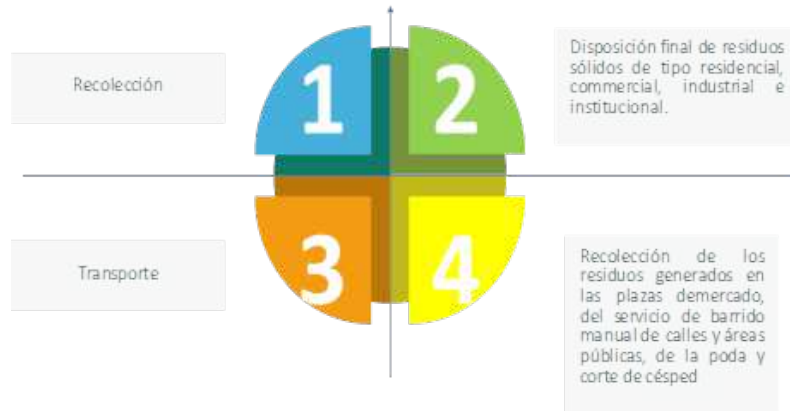 Recolección
1
2
Disposición final de residuos
sólidos de tipo residencial,
commercial, industrial e
institucional.
Transporte
3
4
Recolección de los
residuos generados en
las plazas demercado,
del servicio de barrido
manual de calles y áreas
públicas, de la poda y
corte de césped